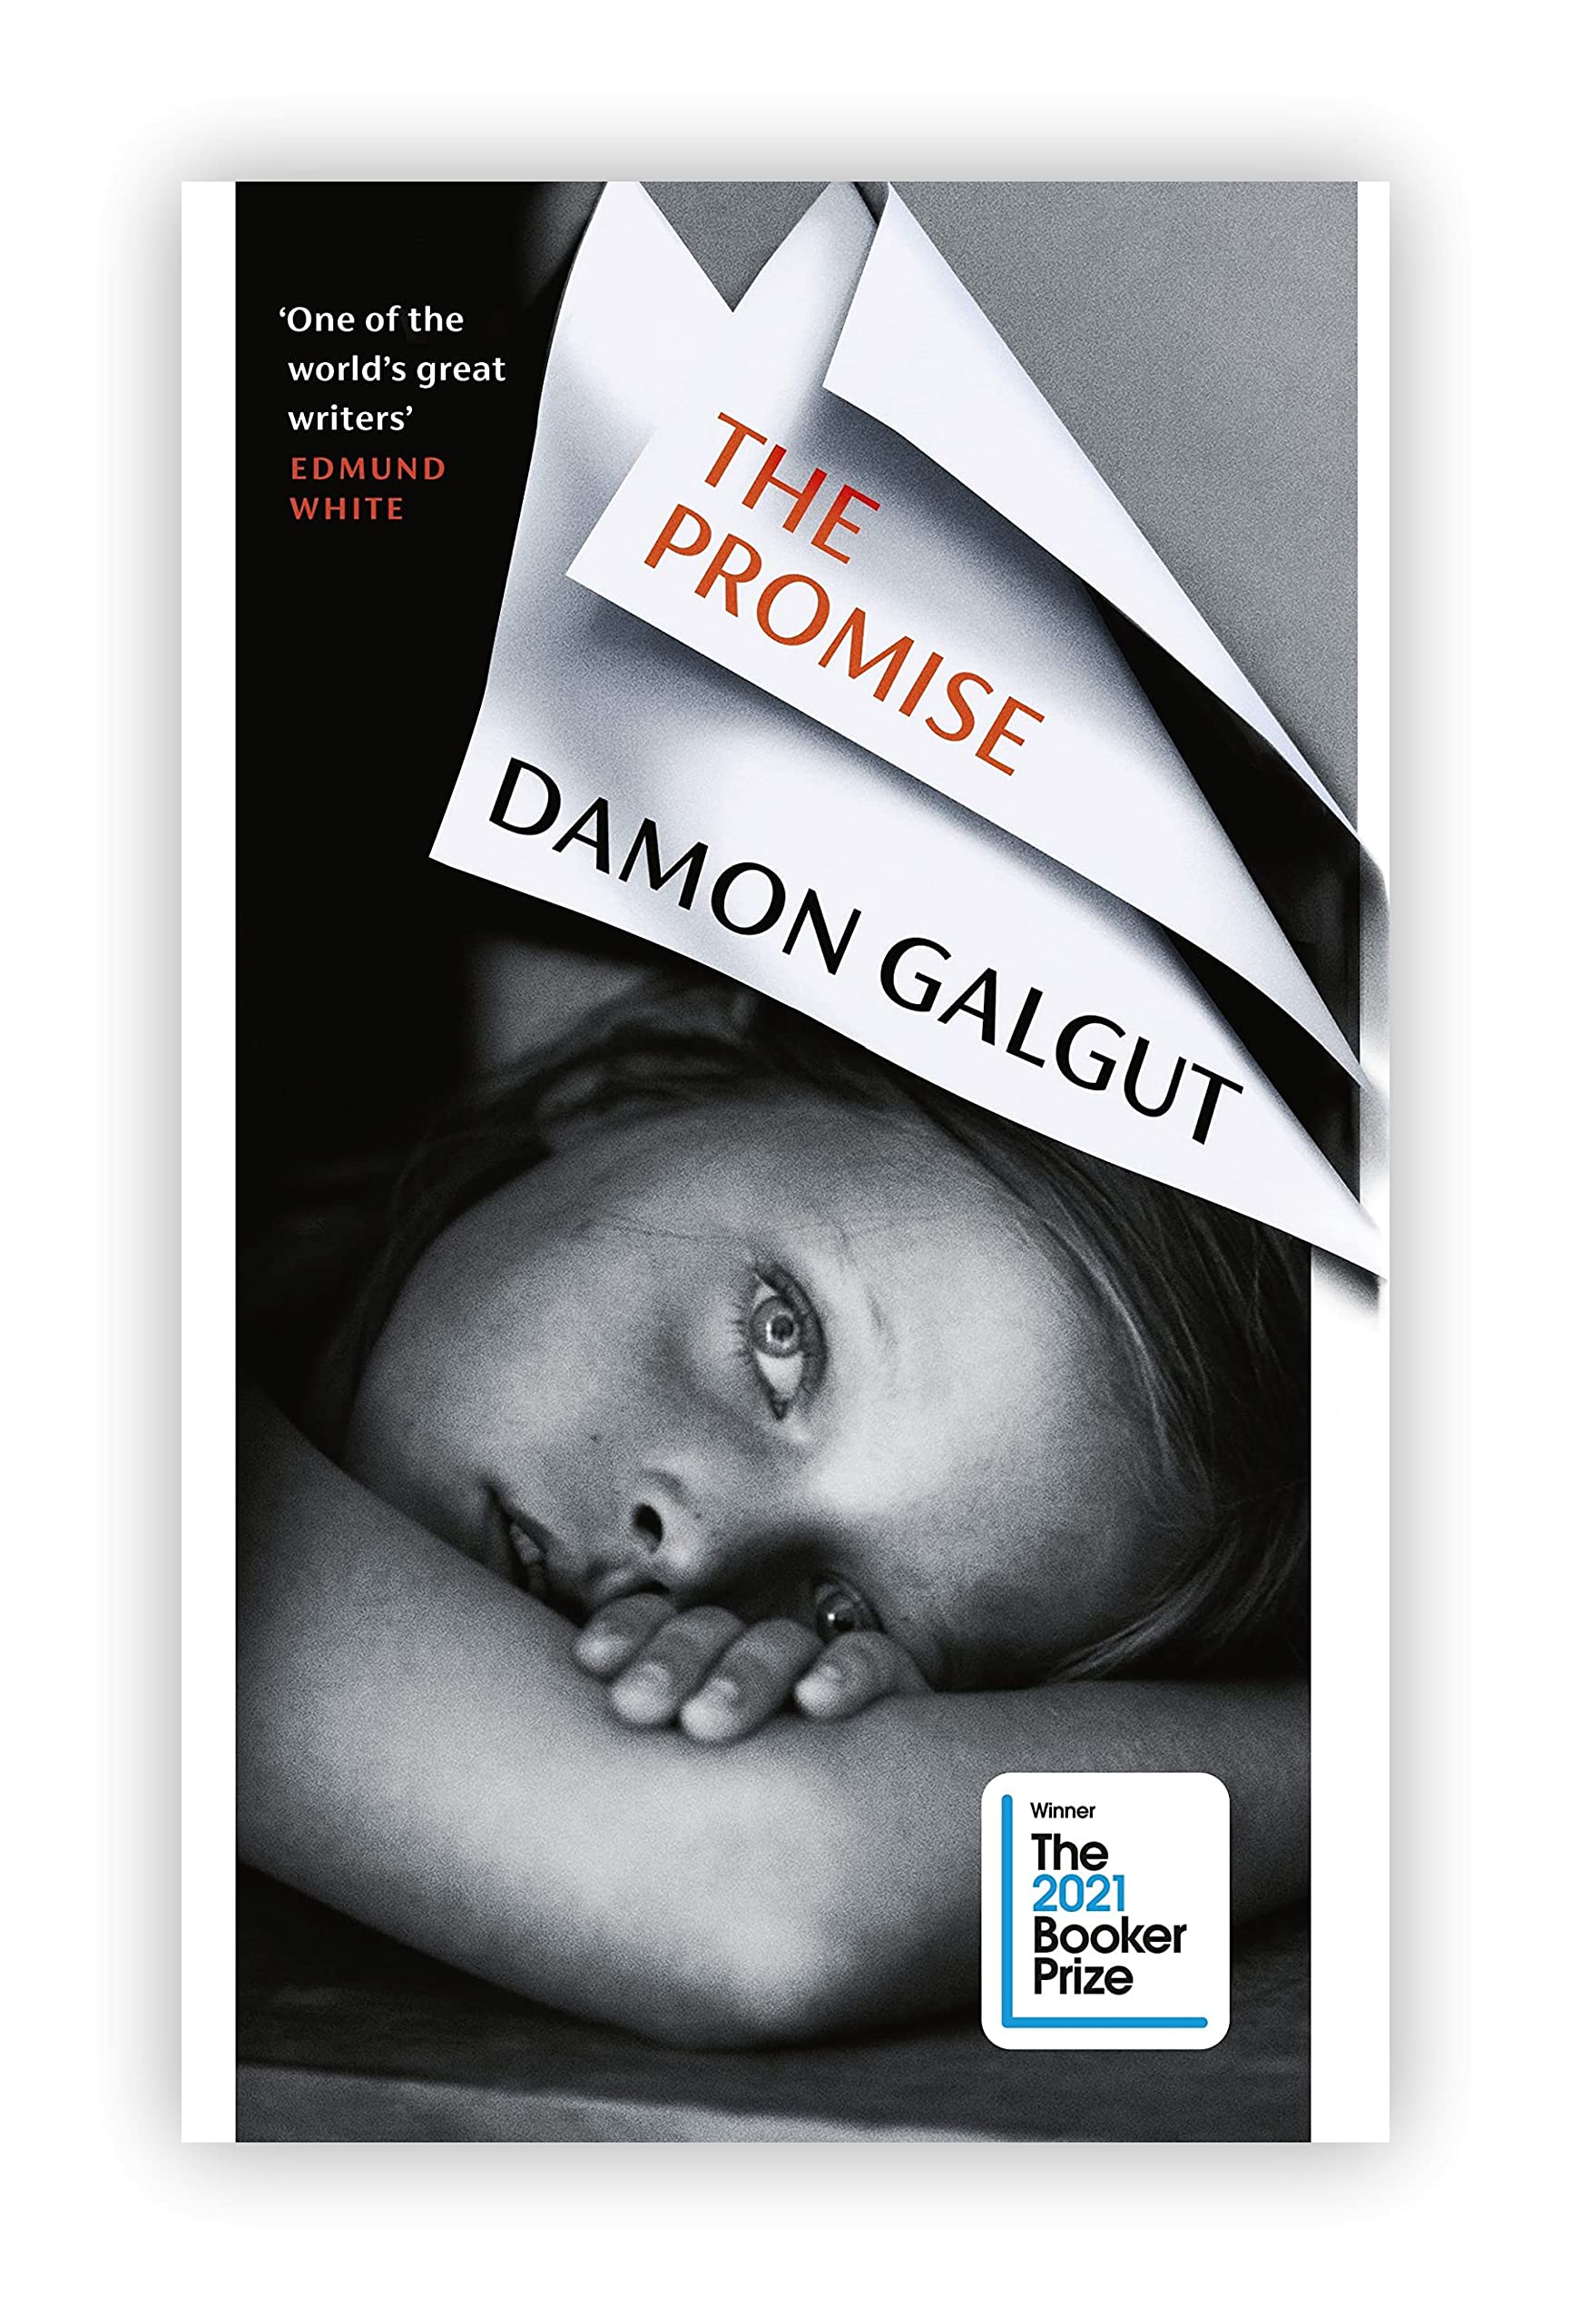 ‘One of the
world’s great
writers’
EDMUND
WHITE
THE
PROMISE
DAMON GALGUT
Winner
The
2021
Booker
Prize